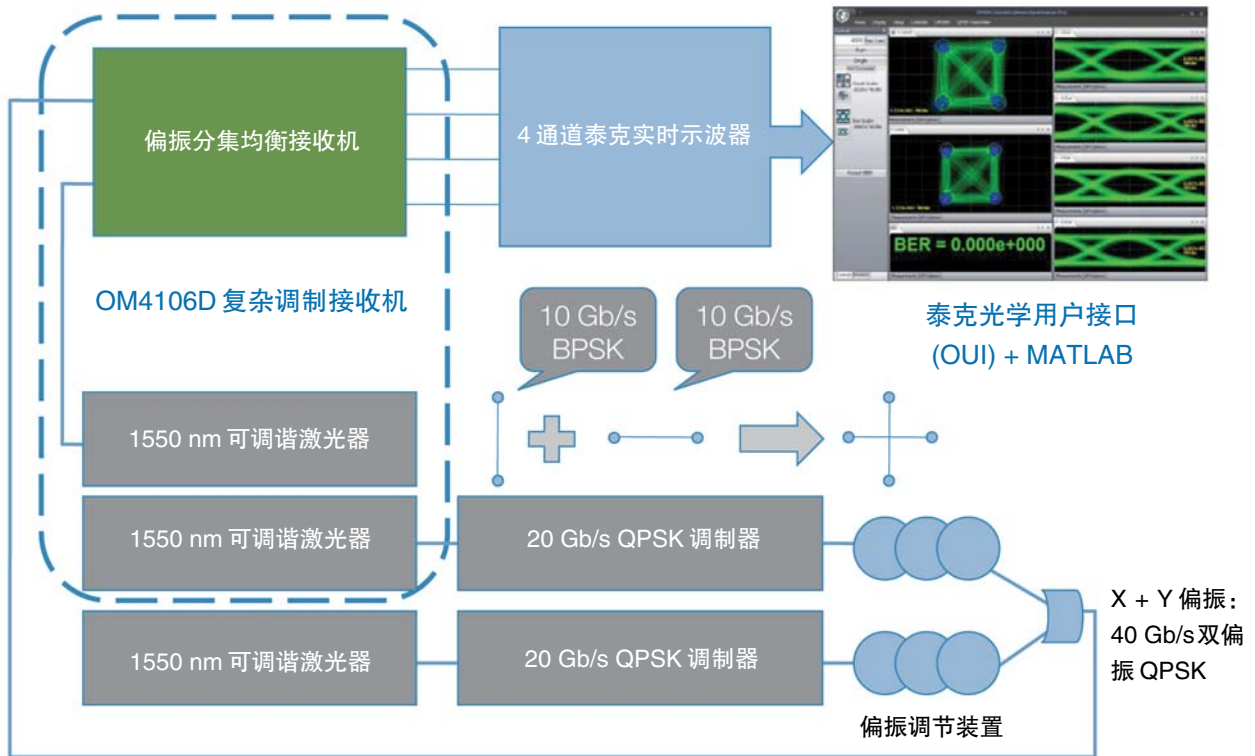 偏振分集均衡接收机
4 通道泰克实时示波器
BER = 0.000e+000
OM4106D 复杂调制接收机
泰克光学用户接口
(OUI) + MATLAB
10 Gb/s
BPSK
10 Gb/s
BPSK
1550 nm 可调谐激光器
1550 nm 可调谐激光器
20 Gb/s QPSK 调制器
1550 nm 可调谐激光器
20 Gb/s QPSK 调制器
X + Y 偏振：
40 Gb/s 双偏
振 QPSK
偏振调节装置